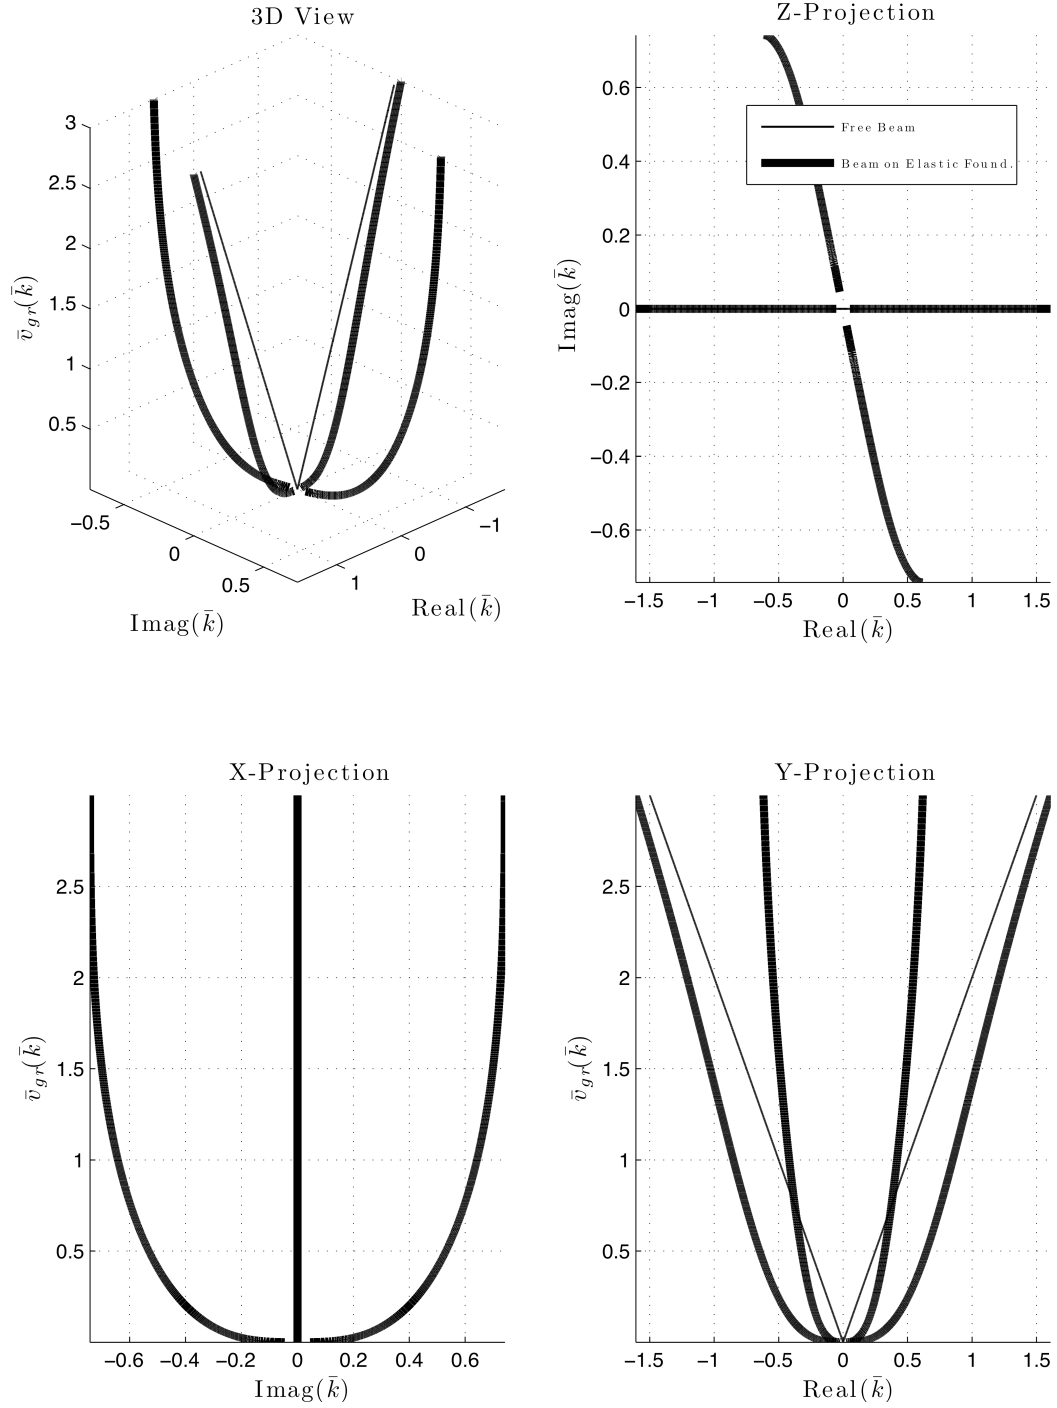 3D View
3
2.5
2
1.5
1
0.5
v̄gr(k̄)
−0.5
0
0.5
Imag(k̄)
1
0
−1
Real(k̄)
Z-Projection
0.6
0.4
0.2
0
−0.2
−0.4
−0.6
Imag(k̄)
Free Beam
Beam on Elastic Found.
−1.5 −1 −0.5 0 0.5 1 1.5
Real(k̄)
X-Projection
2.5
2
1.5
1
0.5
v̄gr(k̄)
−0.6 −0.4 −0.2 0 0.2 0.4 0.6
Imag(k̄)
Y-Projection
2.5
2
1.5
1
0.5
v̄gr(k̄)
−1.5 −1 −0.5 0 0.5 1 1.5
Real(k̄)